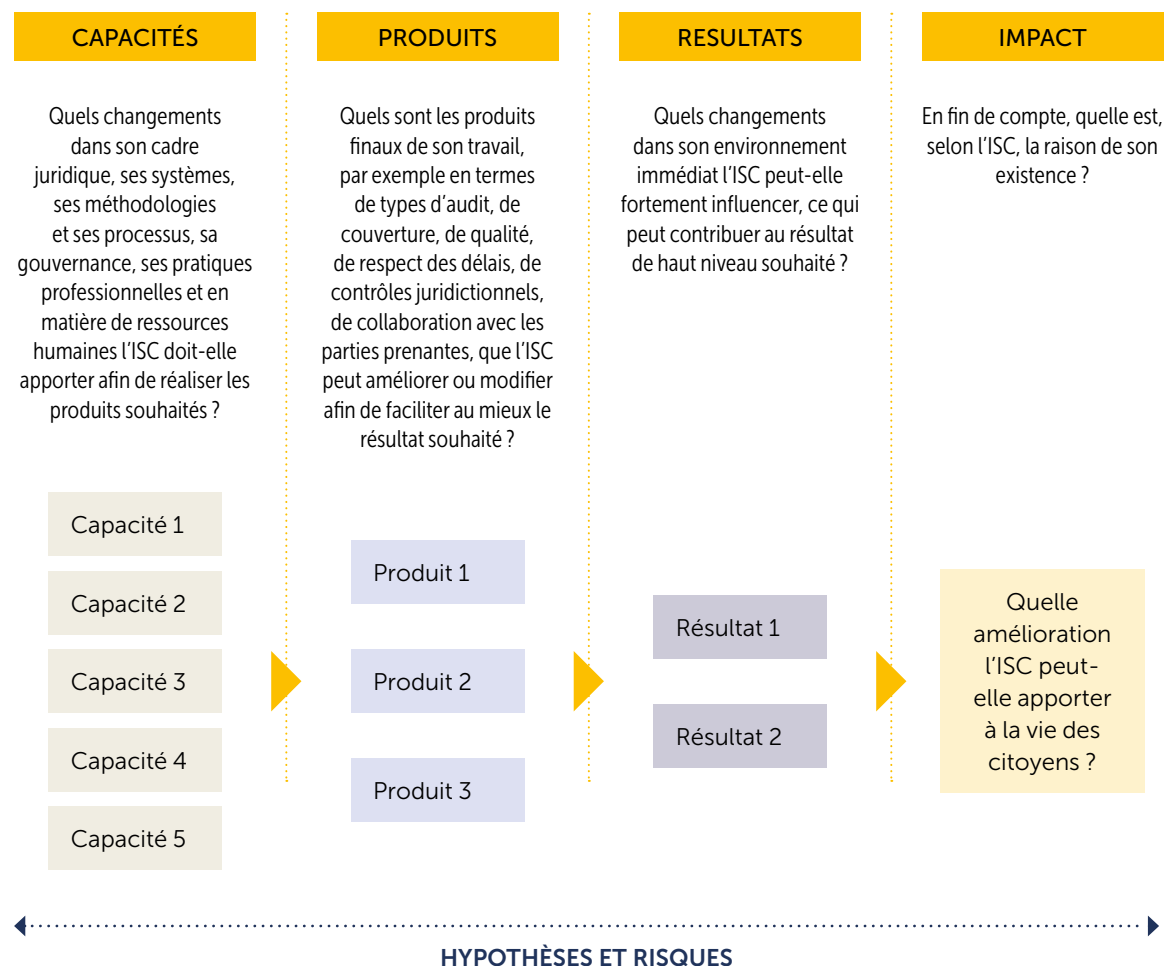 CAPACITÉS
Quels changements
dans son cadre
juridique, ses systèmes,
ses méthodologies
et ses processus, sa
gouvernance, ses pratiques
professionnelles et en
matière de ressources
humaines l'ISC doit-elle
apporter afin de réaliser les
produits souhaités ?
Capacité 1
Capacité 2
Capacité 3
Capacité 4
Capacité 5
PRODUITS
Quels sont les produits
finaux de son travail,
par exemple en termes
de types d'audit, de
couverture, de qualité,
de respect des délais, de
contrôles juridictionnels,
de collaboration avec les
parties prenantes, que l'ISC
peut améliorer ou modifier
afin de faciliter au mieux le
résultat souhaité ?
Produit 1
Produit 2
Produit 3
RESULTATS
Quels changements
dans son environnement
immédiat l'ISC peut-elle
fortement influencer, ce qui
peut contribuer au résultat
de haut niveau souhaité ?
Résultat 1
Résultat 2
IMPACT
En fin de compte, quelle est,
selon l'ISC, la raison de son
existence ?
Quelle
amélioration
l'ISC peut-
elle apporter
à la vie des
citoyens ?
HYPOTHÈSES ET RISQUES